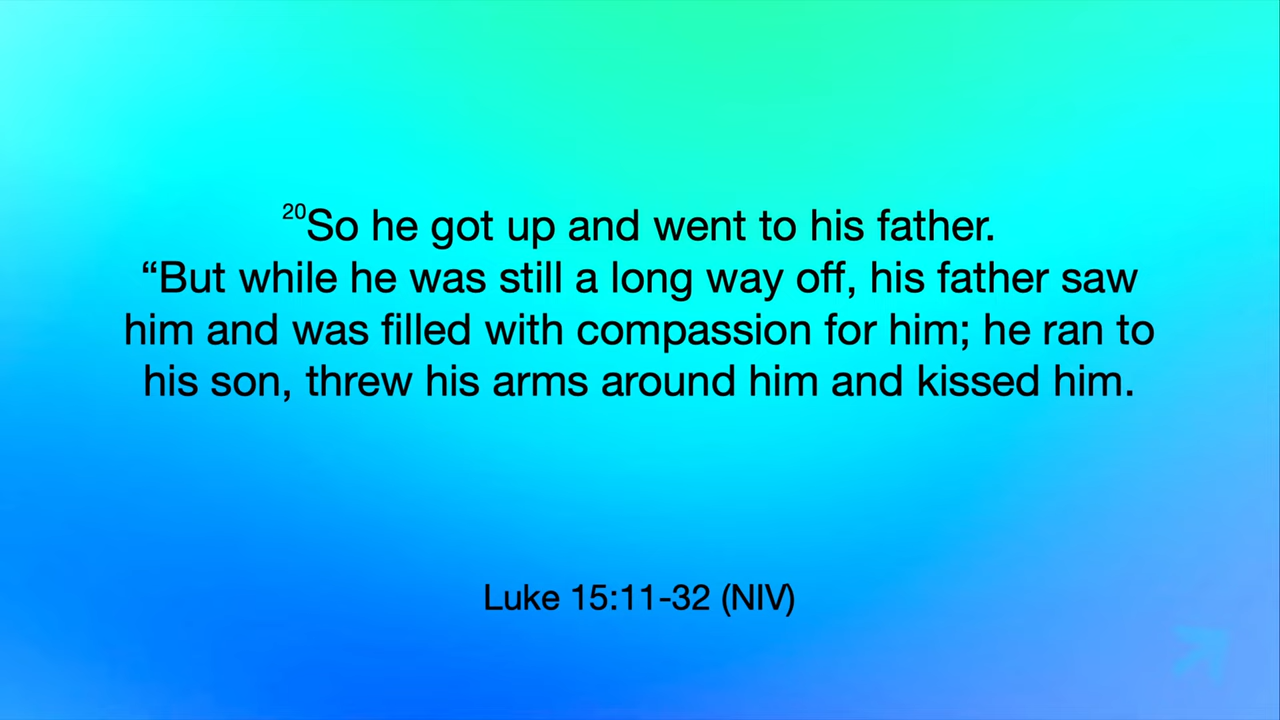 20So he got up and went to his father.
“But while he was still a long way off, his father saw
him and was filled with compassion for him; he ran to
his son, threw his arms around him and kissed him.
Luke 15:11-32 (NIV)